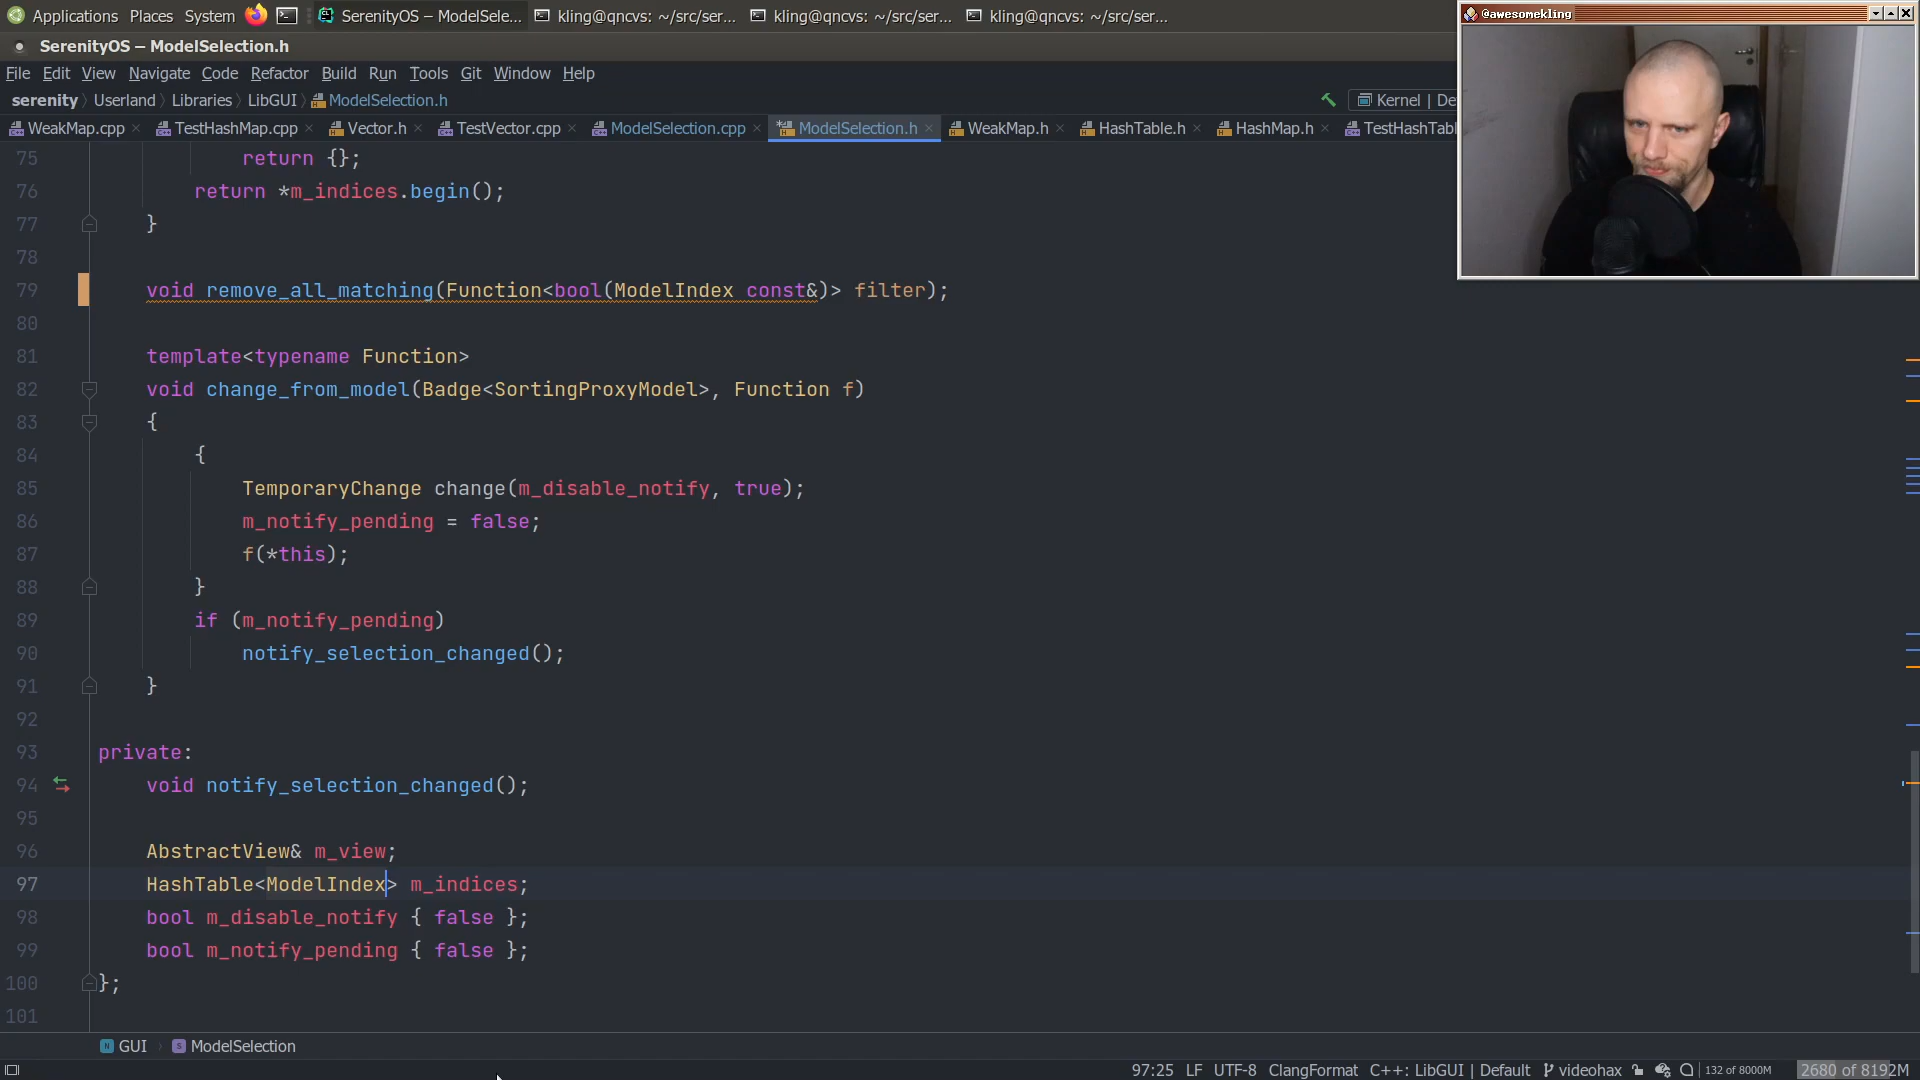 Applications Places System SerenityOS – ModelSele... kling@qncvs: ~/src/ser... kling@qncvs: ~/src/ser... kling@qncvs: ~/src/ser...
@awesomekling
SerenityOS – ModelSelection.h
File Edit View Navigate Code Refactor Build Run Tools Git Window Help
serenity Userland Libraries LibGUI ModelSelection.h Kernel | De
WeakMap.cpp TestHashMap.cpp Vector.h TestVector.cpp ModelSelection.cpp ModelSelection.h WeakMap.h HashTable.h HashMap.h TestHashTabl
75 return {};
76 return *m_indices.begin();
77 }
78
79 void remove_all_matching(Function<bool(ModelIndex const&)> filter);
80
81 template<typename Function>
82 void change_from_model(Badge<SortingProxyModel>, Function f)
83 {
84 {
85 TemporaryChange change(m_disable_notify, true);
86 m_notify_pending = false;
87 f(*this);
88 }
89 if (m_notify_pending)
90 notify_selection_changed();
91 }
92
93 private:
94 void notify_selection_changed();
95
96 AbstractView& m_view;
97 HashTable<ModelIndex> m_indices;
98 bool m_disable_notify { false };
99 bool m_notify_pending { false };
100 };
101
GUI ModelSelection
97:25 LF UTF-8 ClangFormat C++: LibGUI | Default videohax 132 of 8000M 2680 of 8192M